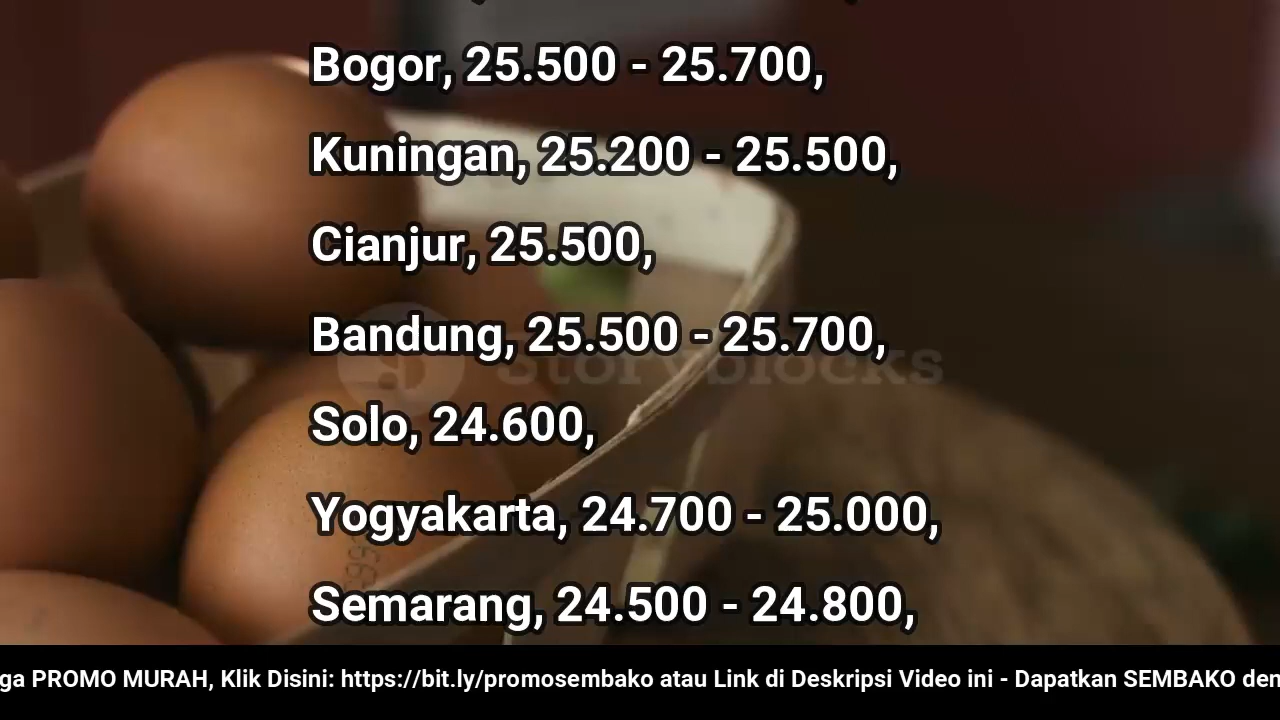 Bogor, 25.500 - 25.700,
Kuningan, 25.200 - 25.500,
Cianjur, 25.500,
Bandung, 25.500 - 25.700,
Storyblocks
Solo, 24.600,
Yogyakarta, 24.700 - 25.000,
Semarang, 24.500 - 24.800,
ga PROMO MURAH, Klik Disini: https://bit.ly/promosembako atau Link di Deskripsi Video ini - Dapatkan SEMBAKO den